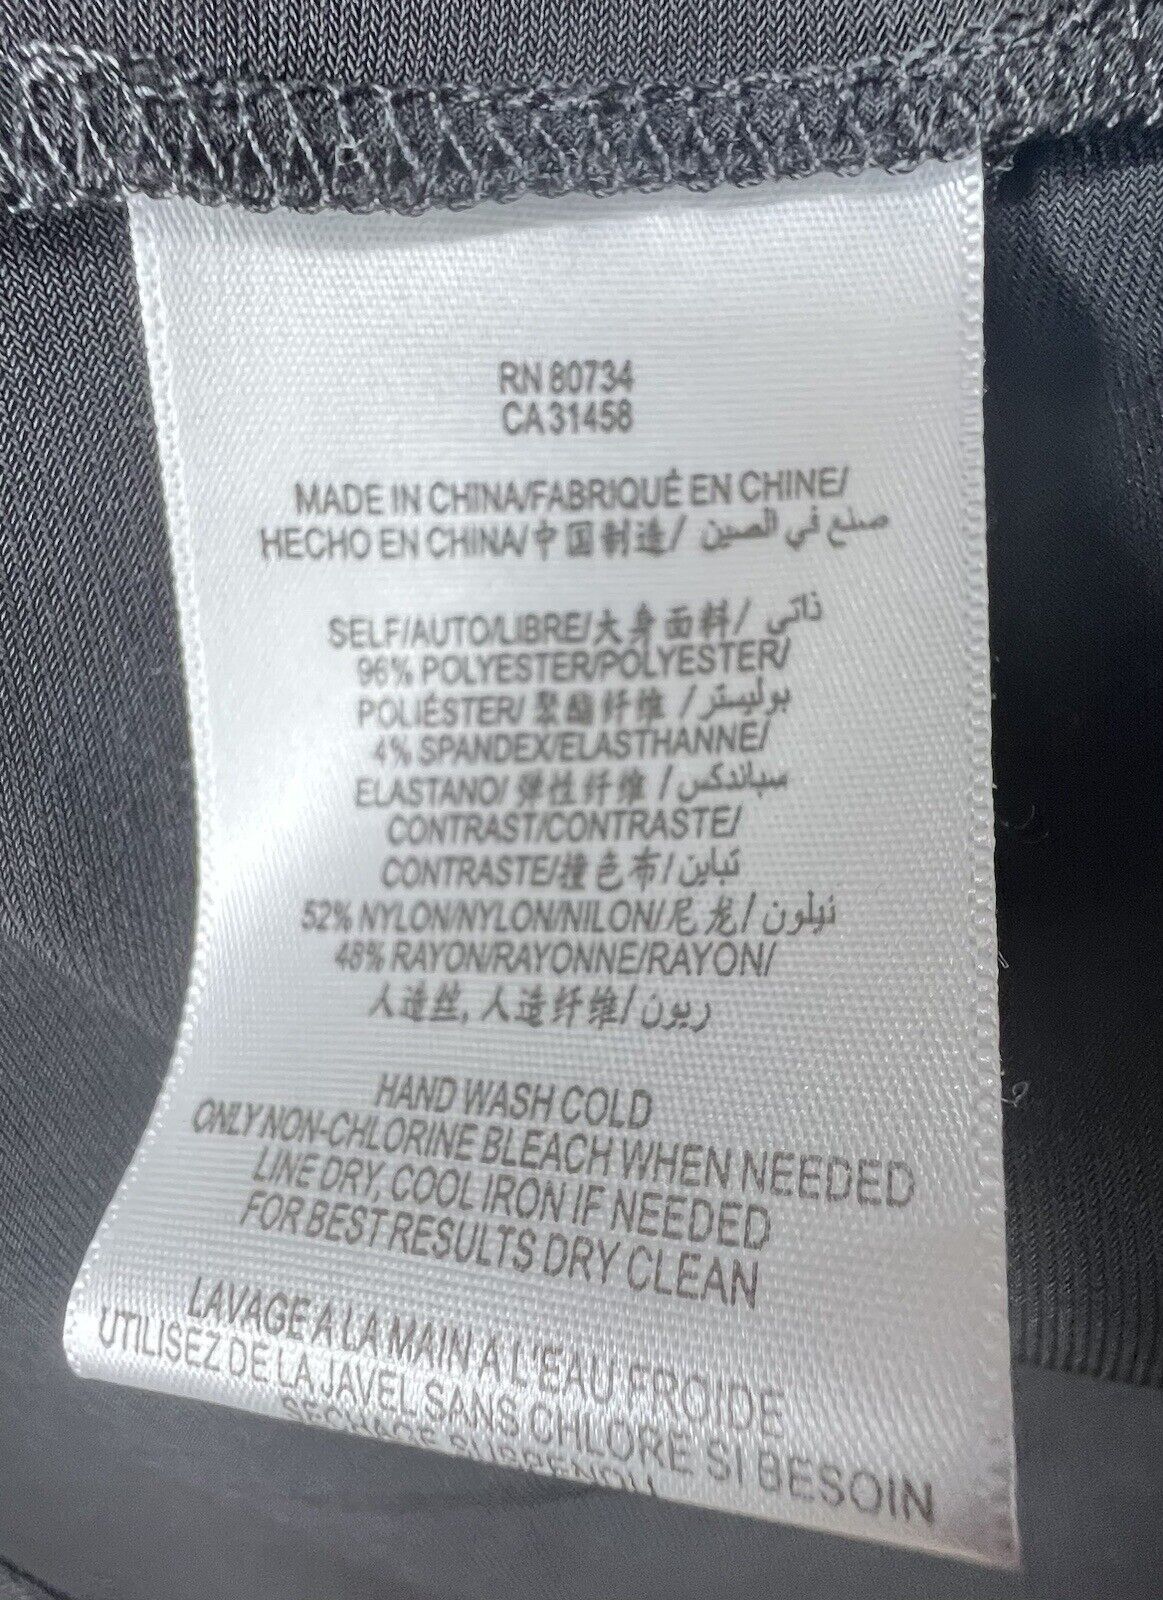 RN 80734
CA 31458
MADE IN CHINA/FABRIQUÉ EN CHINE/
HECHO EN CHINA/中国制造/ صنع في الصين
SELF/AUTO/LIBRE/大身面料/ ذاتي
96% POLYESTER/POLYESTER/
POLIÉSTER/ 聚酯纤维 / بوليستر
4% SPANDEX/ELASTHANNE/
ELASTANO/ 弹性纤维 / سباندكس
CONTRAST/CONTRASTE/
CONTRASTE/撞色布/ تباين
52% NYLON/NYLON/NILON/尼龙/ نيلون
48% RAYON/RAYONNE/RAYON/
人造丝, 人造纤维/ ريون
HAND WASH COLD
ONLY NON-CHLORINE BLEACH WHEN NEEDED
LINE DRY, COOL IRON IF NEEDED
FOR BEST RESULTS DRY CLEAN
LAVAGE A LA MAIN A L'EAU FROIDE
UTILISEZ DE LA JAVEL SANS CHLORE SI BESOIN
SECHAGE SUSPENDU